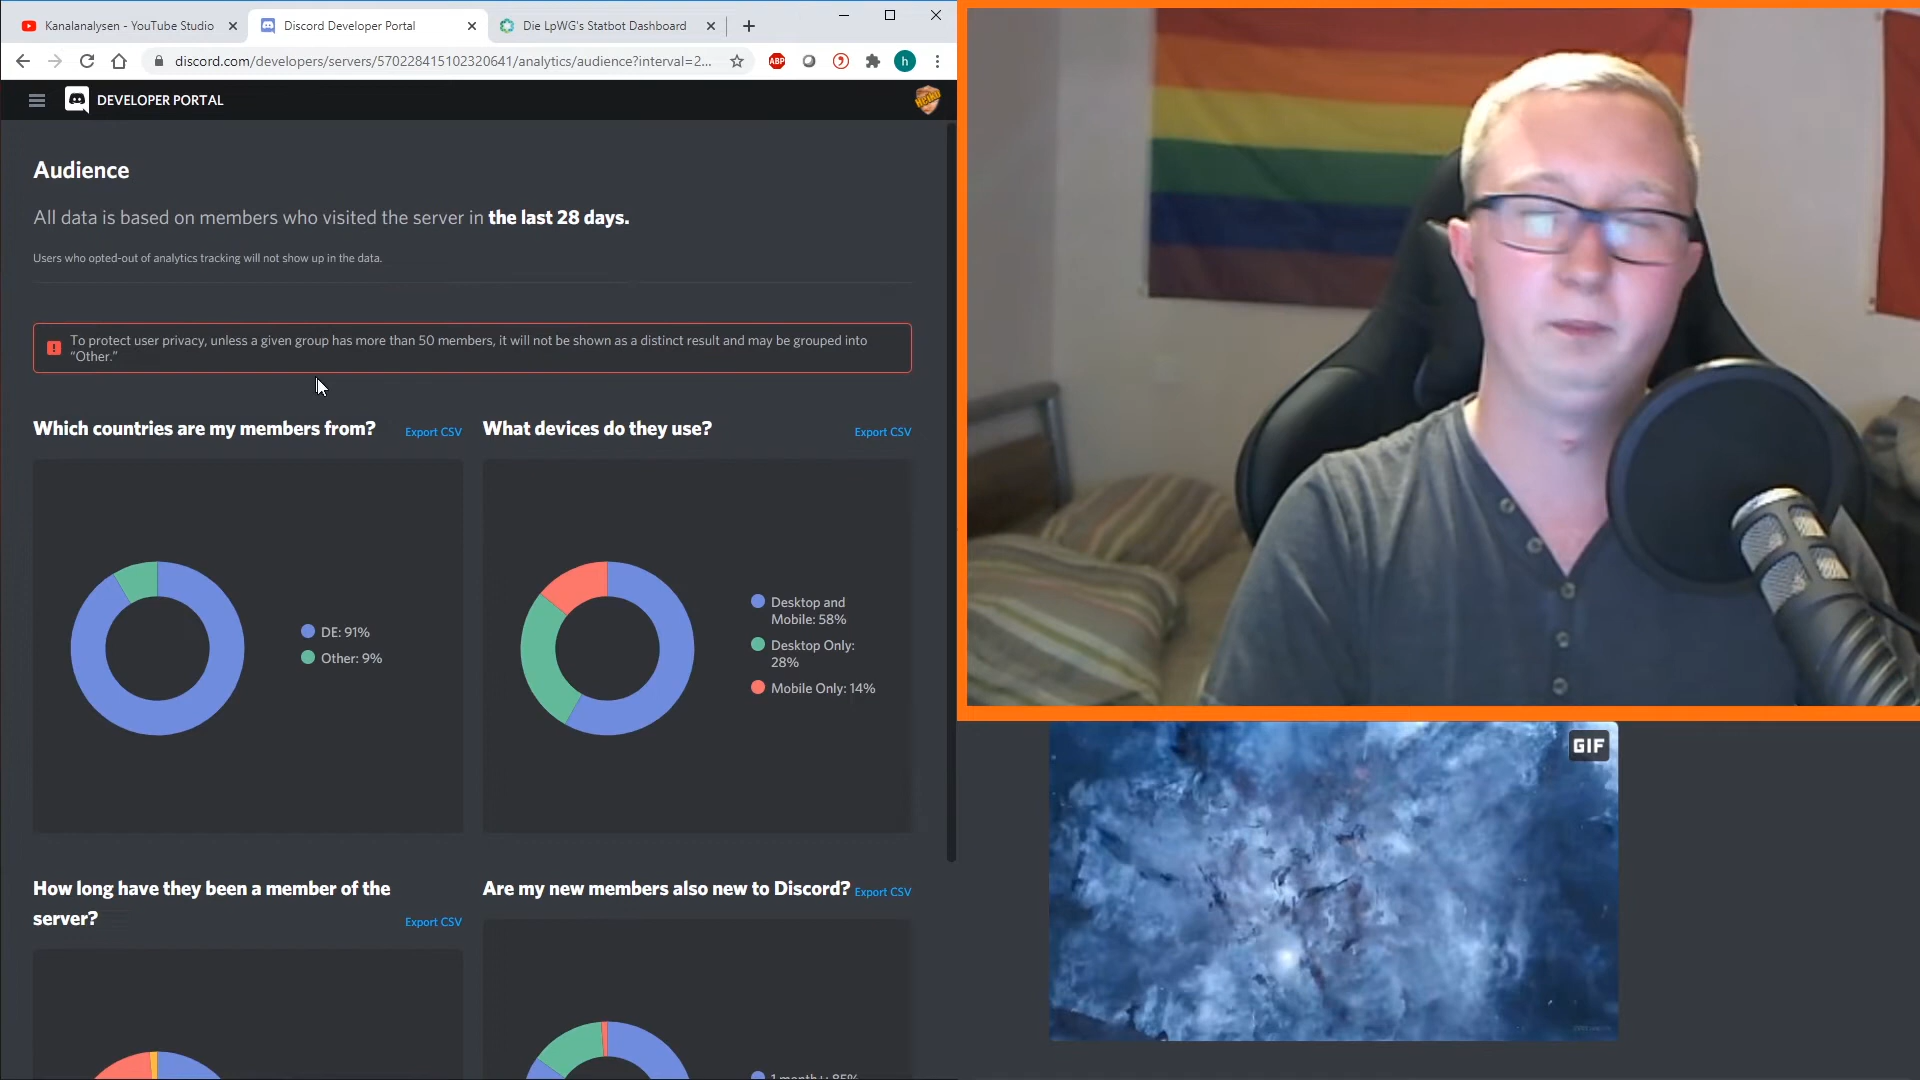 Kanalanalysen - YouTube Studio
Discord Developer Portal
Die LpWG's Statbot Dashboard
discord.com/developers/servers/570228415102320641/analytics/audience?interval=2...
ABP
h
DEVELOPER PORTAL
Heiko
Audience
All data is based on members who visited the server in the last 28 days.
Users who opted-out of analytics tracking will not show up in the data.
To protect user privacy, unless a given group has more than 50 members, it will not be shown as a distinct result and may be grouped into
"Other."
Which countries are my members from?
Export CSV
What devices do they use?
Export CSV
DE: 91%
Other: 9%
Desktop and
Mobile: 58%
Desktop Only:
28%
Mobile Only: 14%
How long have they been a member of the
server?
Export CSV
Are my new members also new to Discord?
Export CSV
1 month+: 85%
GIF